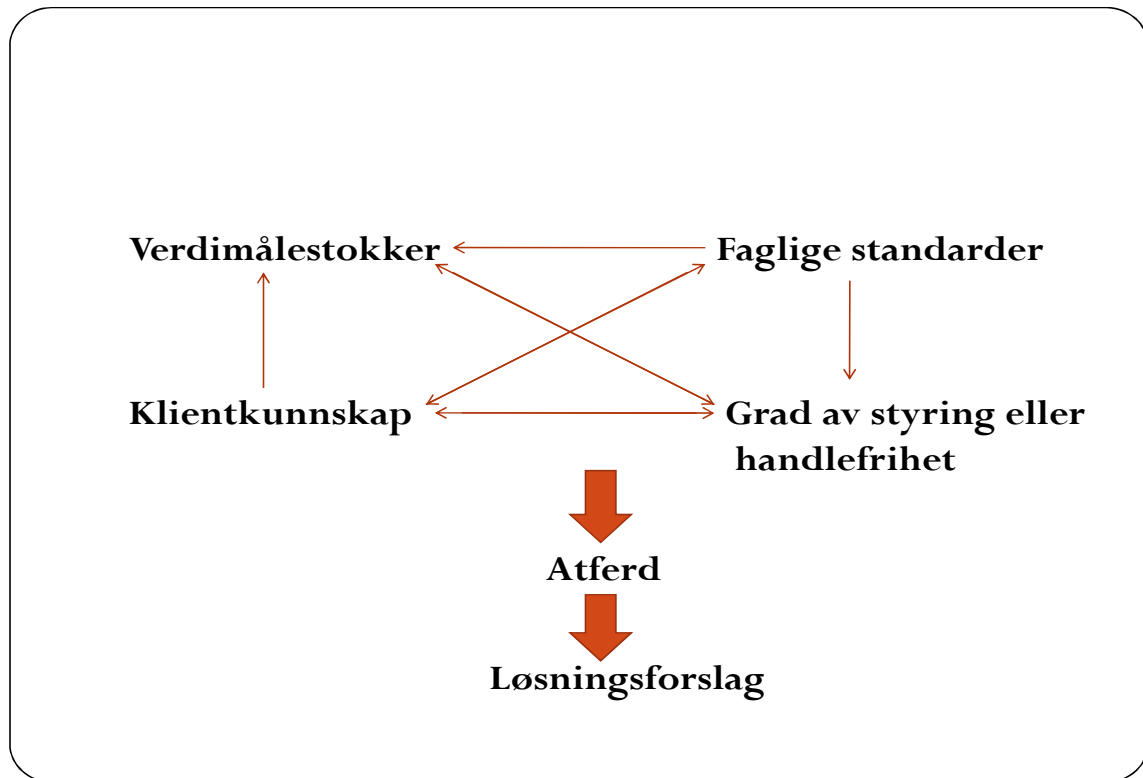 Verdimålestokker
Faglige standarder
Klientkunnskap
Grad av styring eller
handlefrihet
Atferd
Løsningsforslag